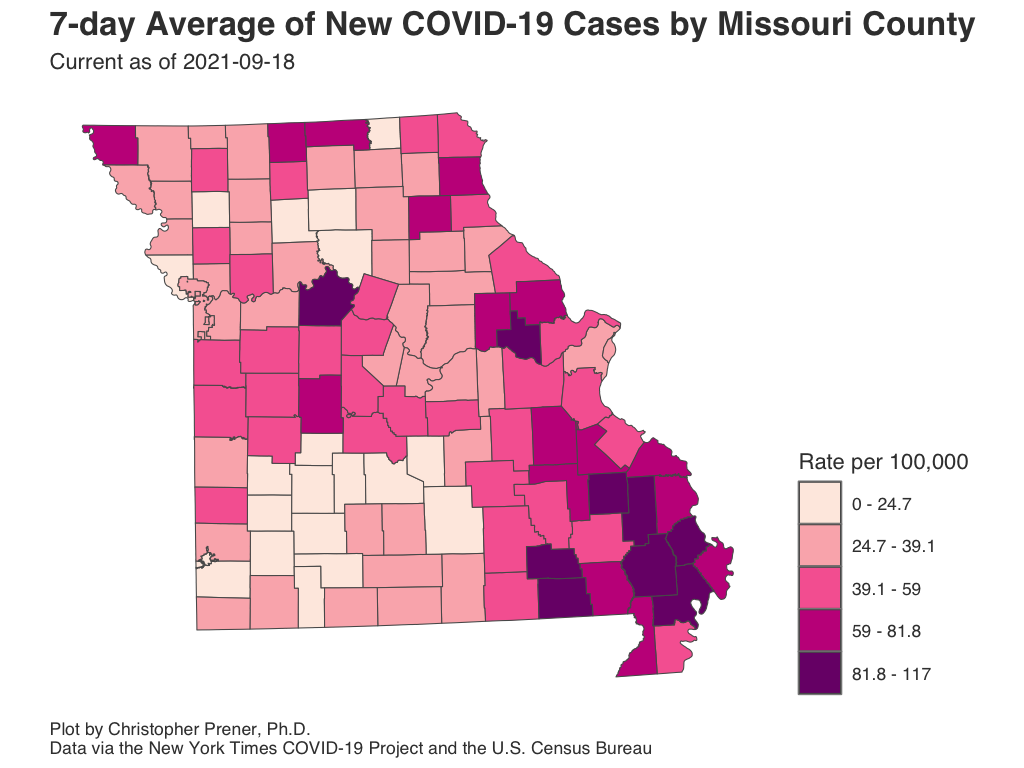 7-day Average of New COVID-19 Cases by Missouri County
Current as of 2021-09-18
Rate per 100,000
0 - 24.7
24.7 - 39.1
39.1 - 59
59 - 81.8
81.8 - 117
Plot by Christopher Prener, Ph.D.
Data via the New York Times COVID-19 Project and the U.S. Census Bureau